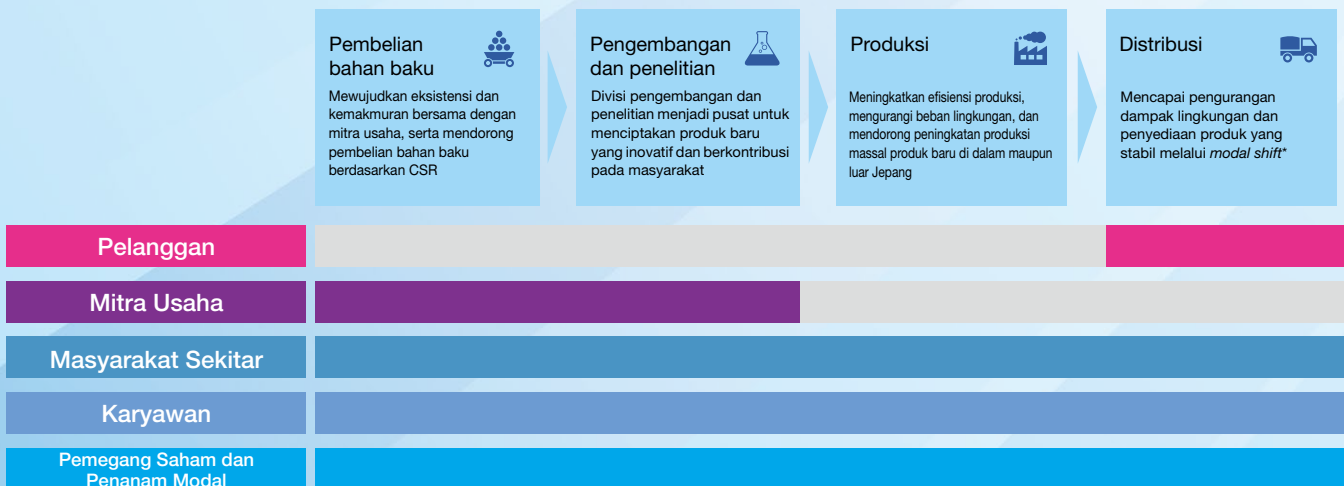 Pembelian
bahan baku
Mewujudkan eksistensi dan
kemakmuran bersama dengan
mitra usaha, serta mendorong
pembelian bahan baku
berdasarkan CSR
Pengembangan
dan penelitian
Divisi pengembangan dan
penelitian menjadi pusat untuk
menciptakan produk baru
yang inovatif dan berkontribusi
pada masyarakat
Produksi
Meningkatkan efisiensi produksi,
mengurangi beban lingkungan, dan
mendorong peningkatan produksi
massal produk baru di dalam maupun
luar Jepang
Distribusi
Mencapai pengurangan
dampak lingkungan dan
penyediaan produk yang
stabil melalui modal shift*
Pelanggan
Mitra Usaha
Masyarakat Sekitar
Karyawan
Pemegang Saham dan
Penanam Modal